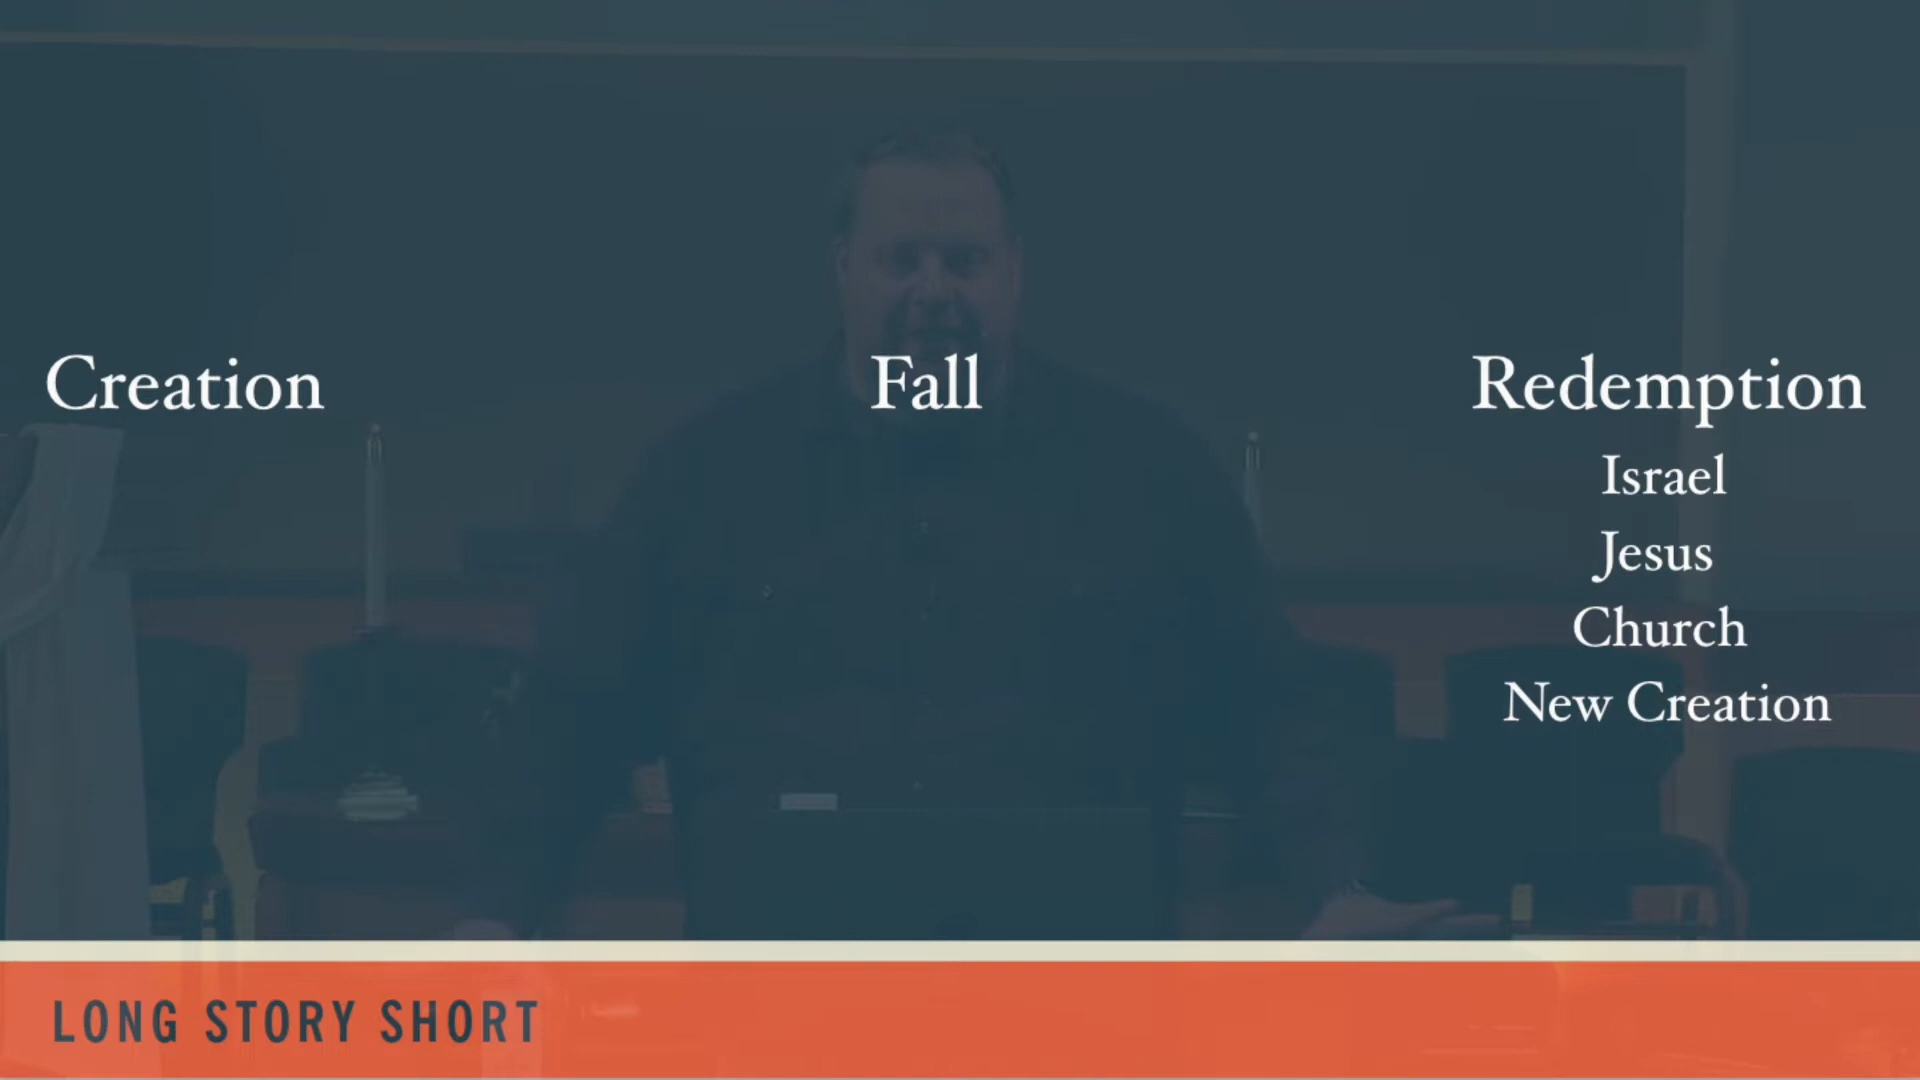 Creation
Fall
Redemption
Israel
Jesus
Church
New Creation
LONG STORY SHORT